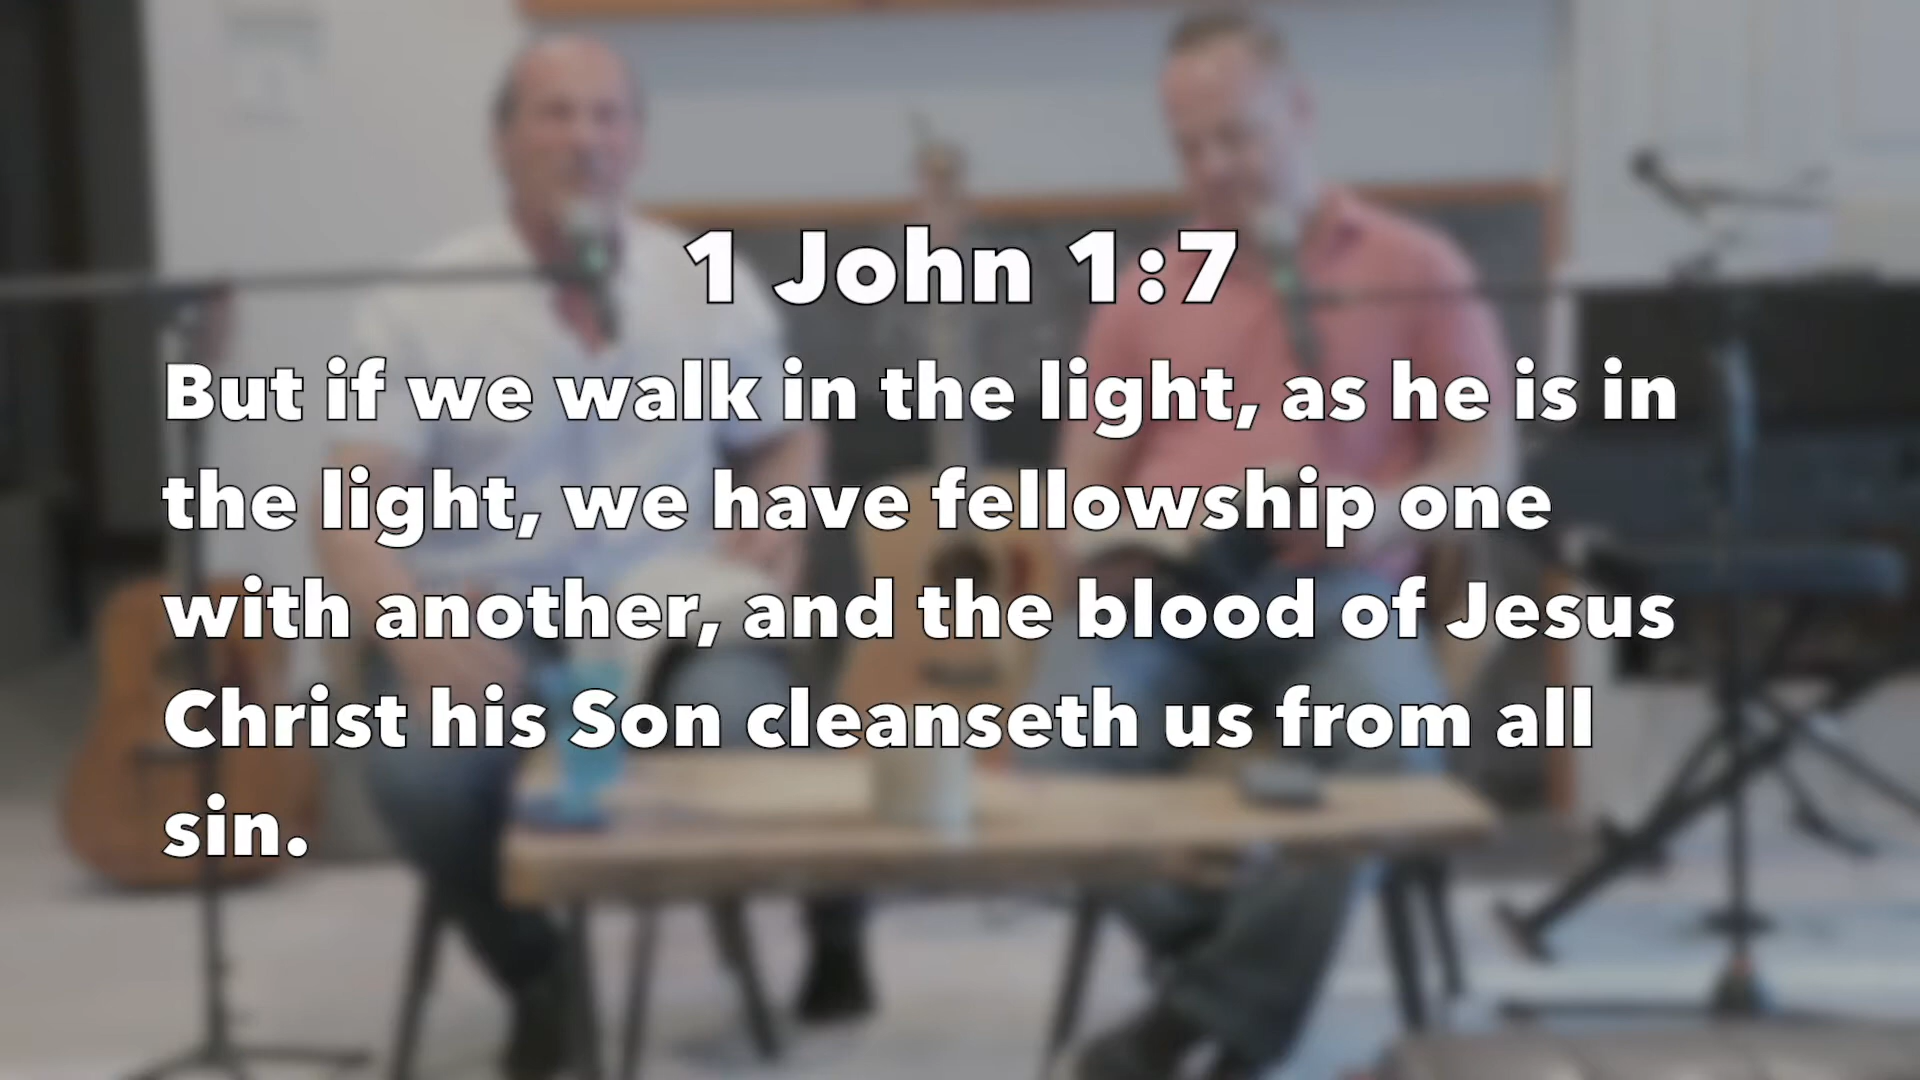 1 John 1:7
But if we walk in the light, as he is in
the light, we have fellowship one
with another, and the blood of Jesus
Christ his Son cleanseth us from all
sin.